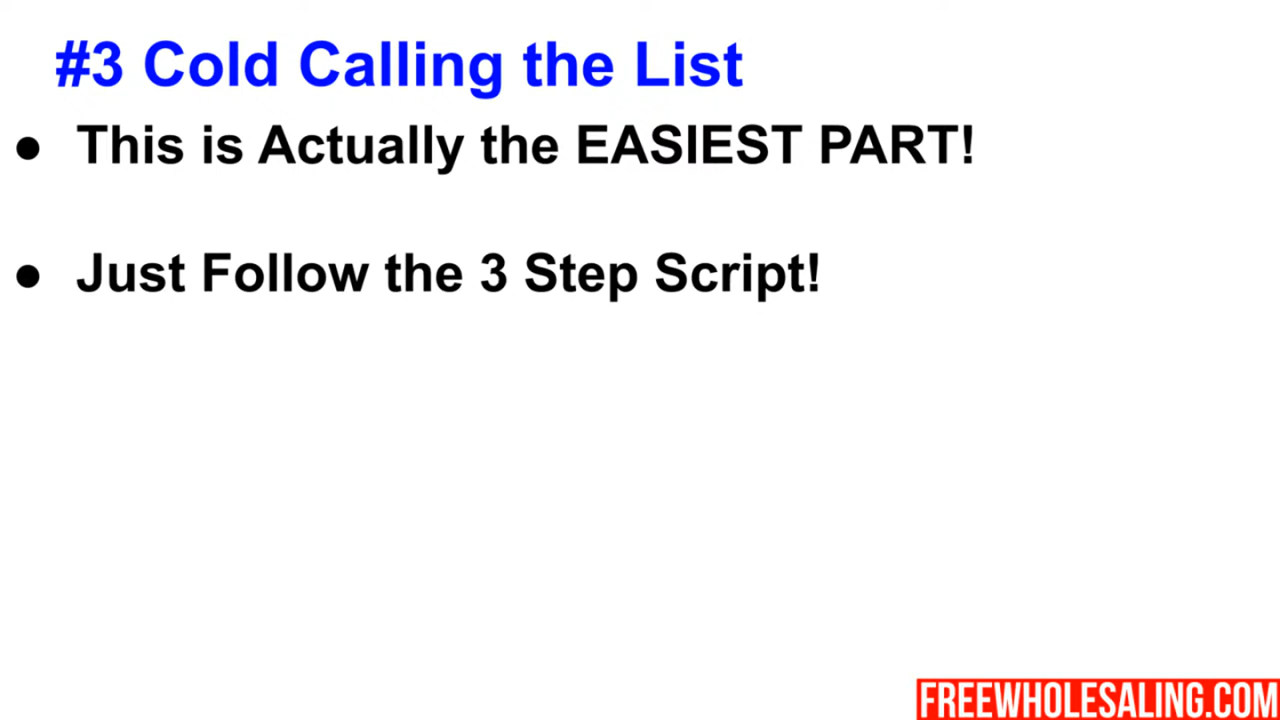 #3 Cold Calling the List
● This is Actually the EASIEST PART!
● Just Follow the 3 Step Script!
FREEWHOLESALING.COM